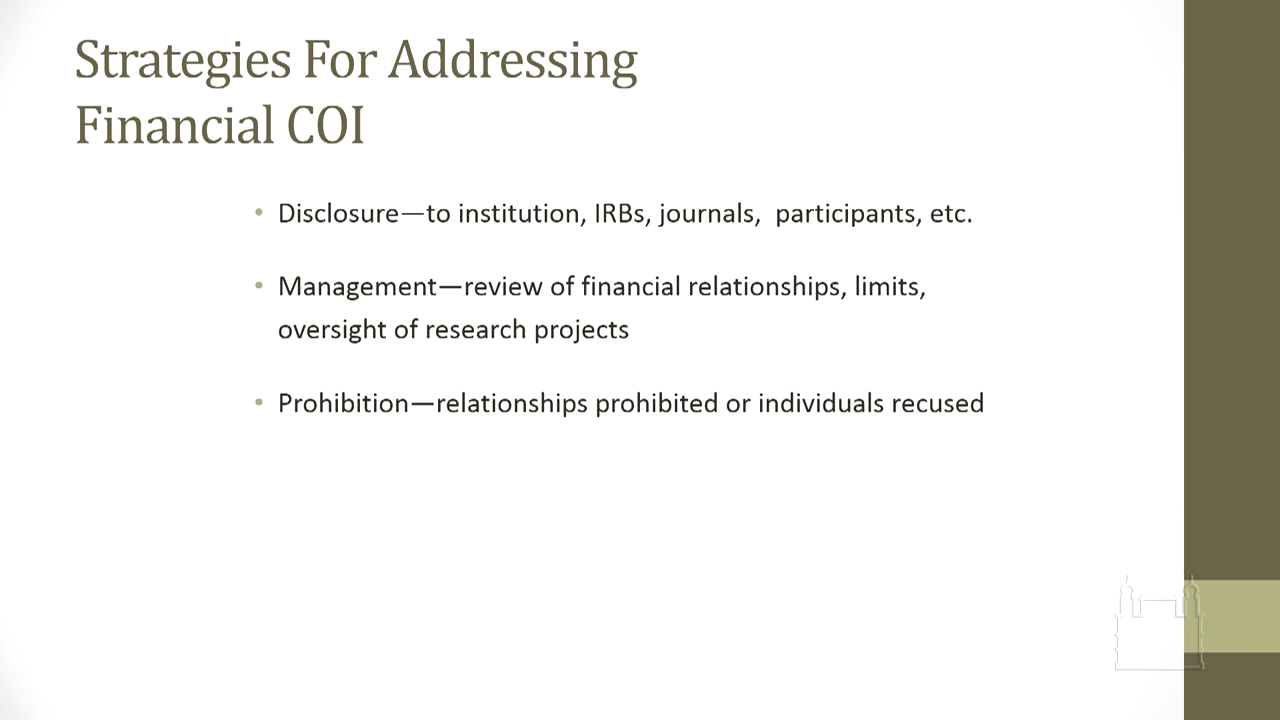 Strategies For Addressing
Financial COI
• Disclosure—to institution, IRBs, journals,  participants, etc.
• Management—review of financial relationships, limits,
oversight of research projects
• Prohibition—relationships prohibited or individuals recused